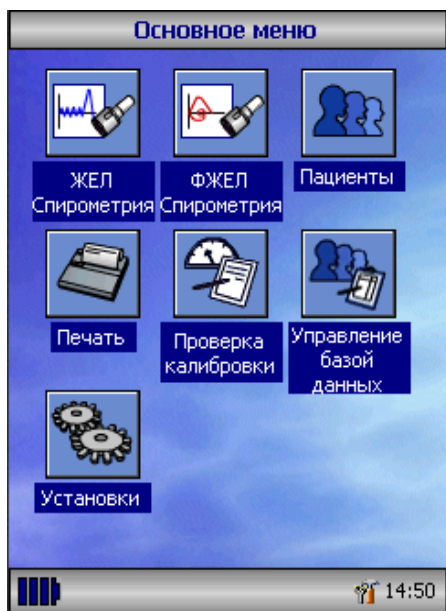 Основное меню
ЖЕЛ
Спирометрия
ФЖЕЛ
Спирометрия
Пациенты
Печать
Проверка
калибровки
Управление
базой
данных
Установки
14:50